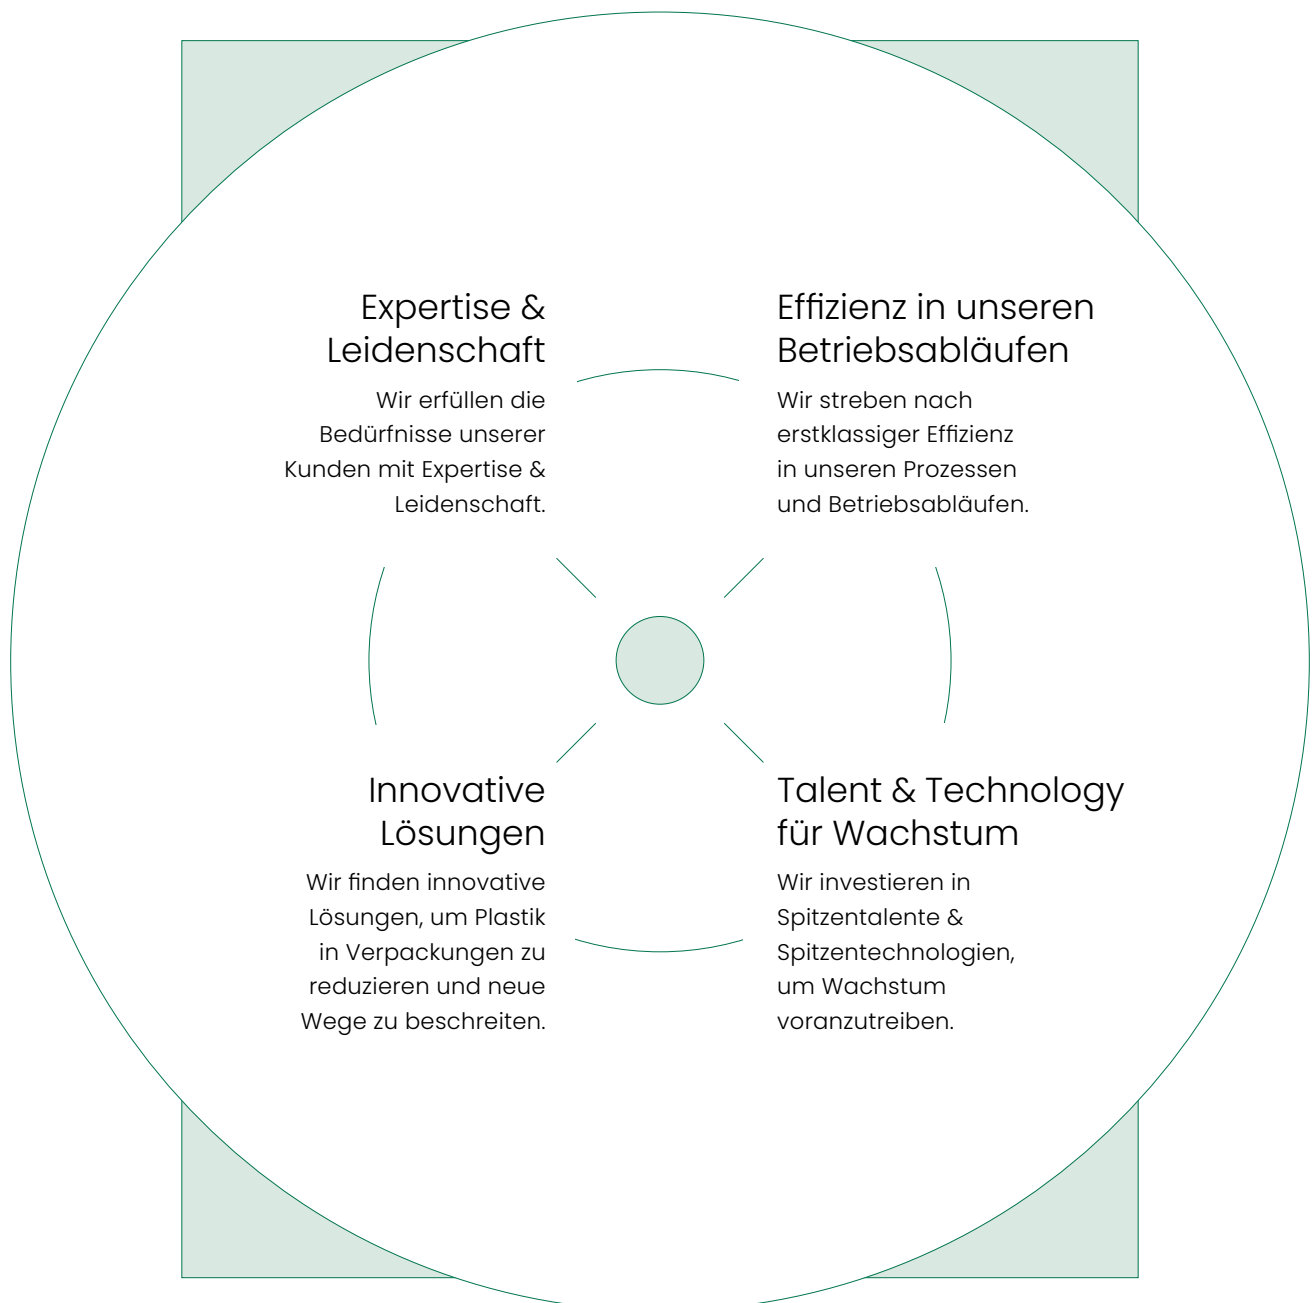 Expertise &
Leidenschaft
Wir erfüllen die
Bedürfnisse unserer
Kunden mit Expertise &
Leidenschaft.
Effizienz in unseren
Betriebsabläufen
Wir streben nach
erstklassiger Effizienz
in unseren Prozessen
und Betriebsabläufen.
Innovative
Lösungen
Wir finden innovative
Lösungen, um Plastik
in Verpackungen zu
reduzieren und neue
Wege zu beschreiten.
Talent & Technology
für Wachstum
Wir investieren in
Spitzentalente &
Spitzentechnologien,
um Wachstum
voranzutreiben.